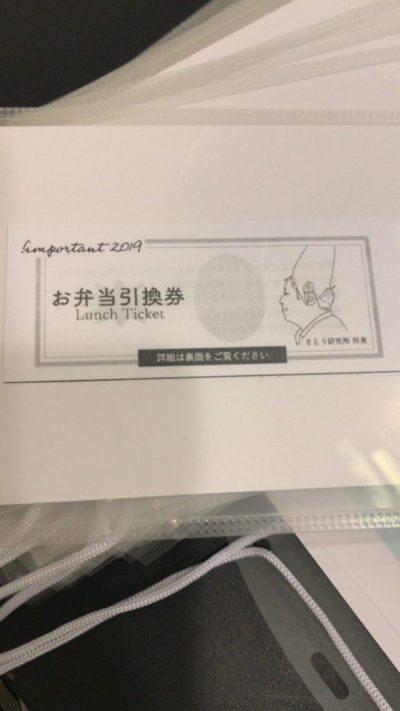 !important 2019
お弁当引換券
Lunch Ticket
さとう研究所 所長
詳細は裏面をご覧ください